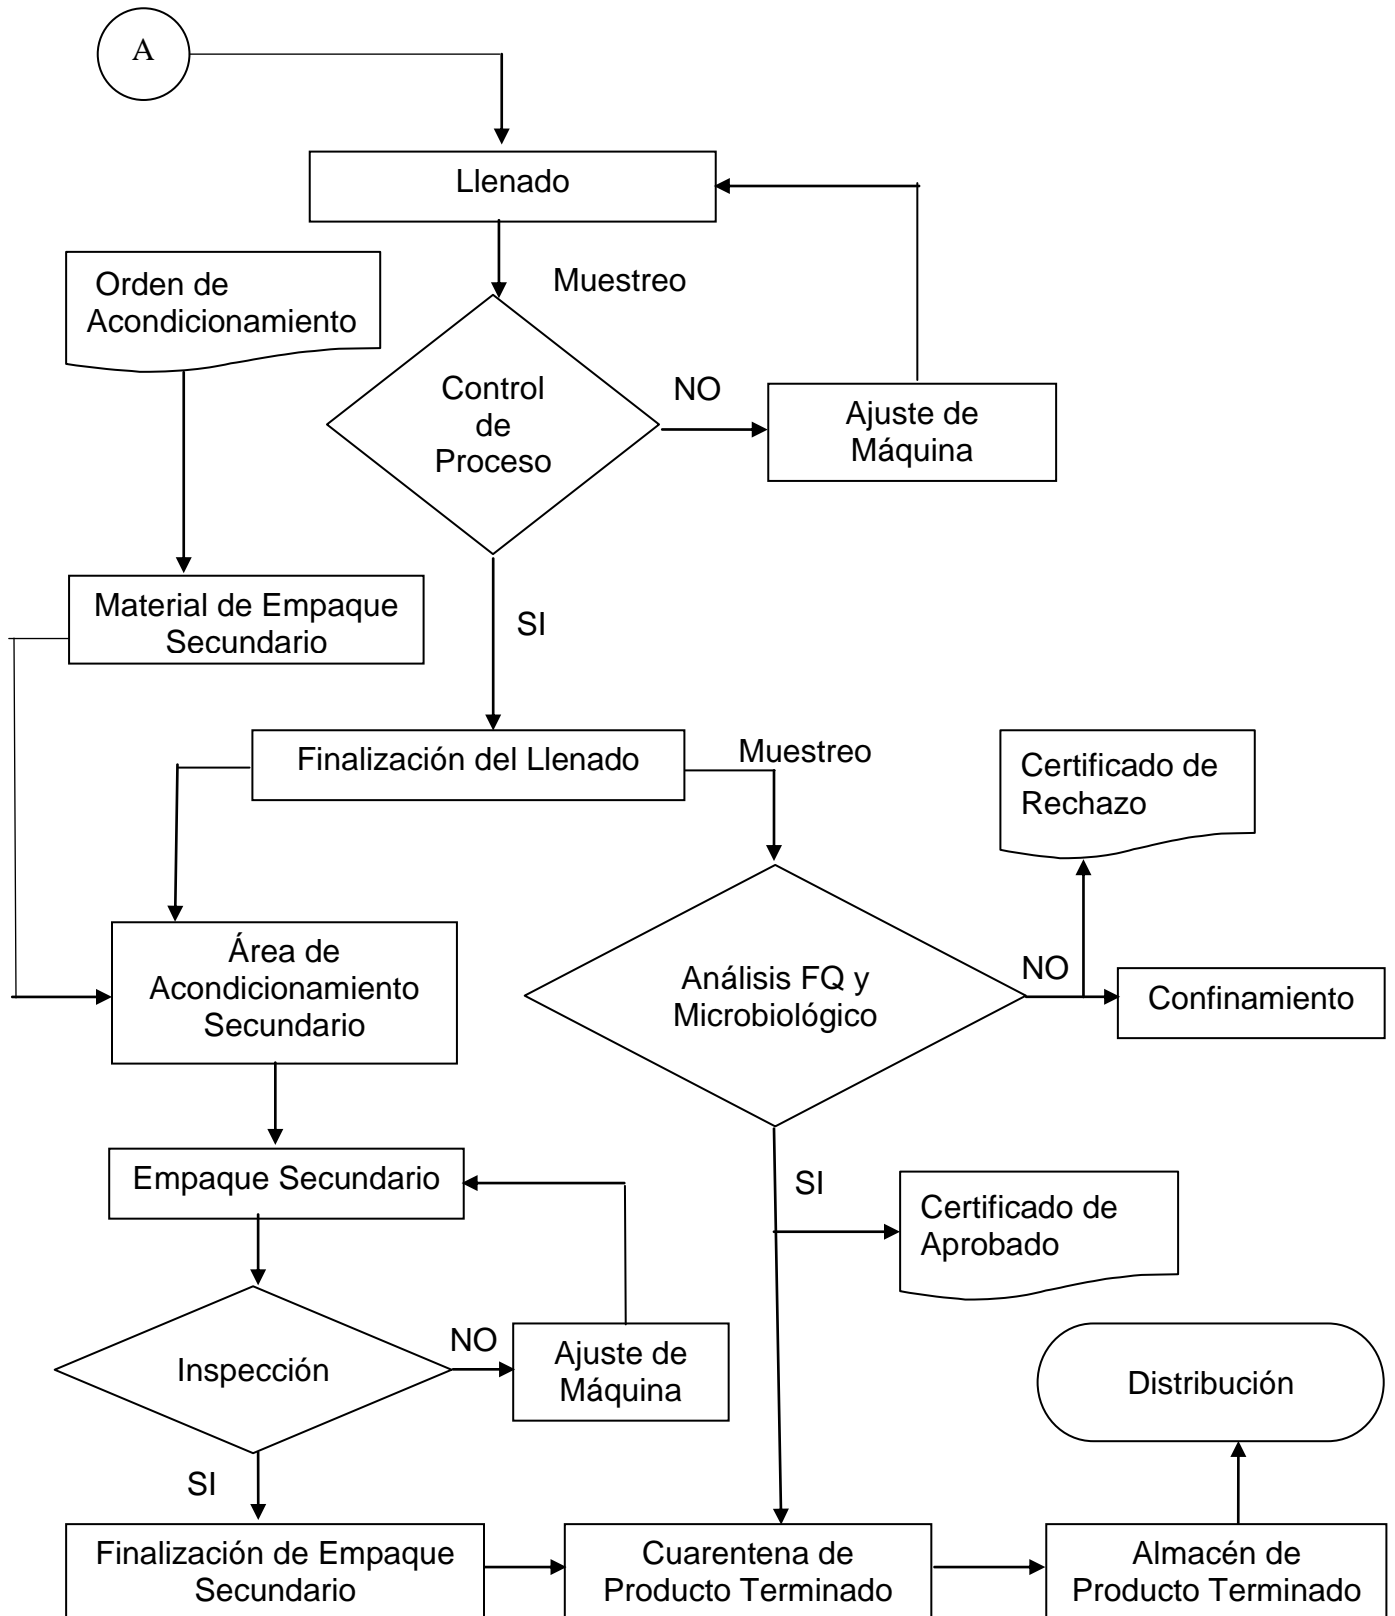 A
Llenado
Muestreo
Orden de
Acondicionamiento
Control
de
Proceso
NO
Ajuste de
Máquina
Material de Empaque
Secundario
SI
Finalización del Llenado
Muestreo
Certificado de
Rechazo
Área de
Acondicionamiento
Secundario
Análisis FQ y
Microbiológico
NO
Confinamiento
Empaque Secundario
SI
Certificado de
Aprobado
Inspección
NO
Ajuste de
Máquina
Distribución
SI
Finalización de Empaque
Secundario
Cuarentena de
Producto Terminado
Almacén de
Producto Terminado